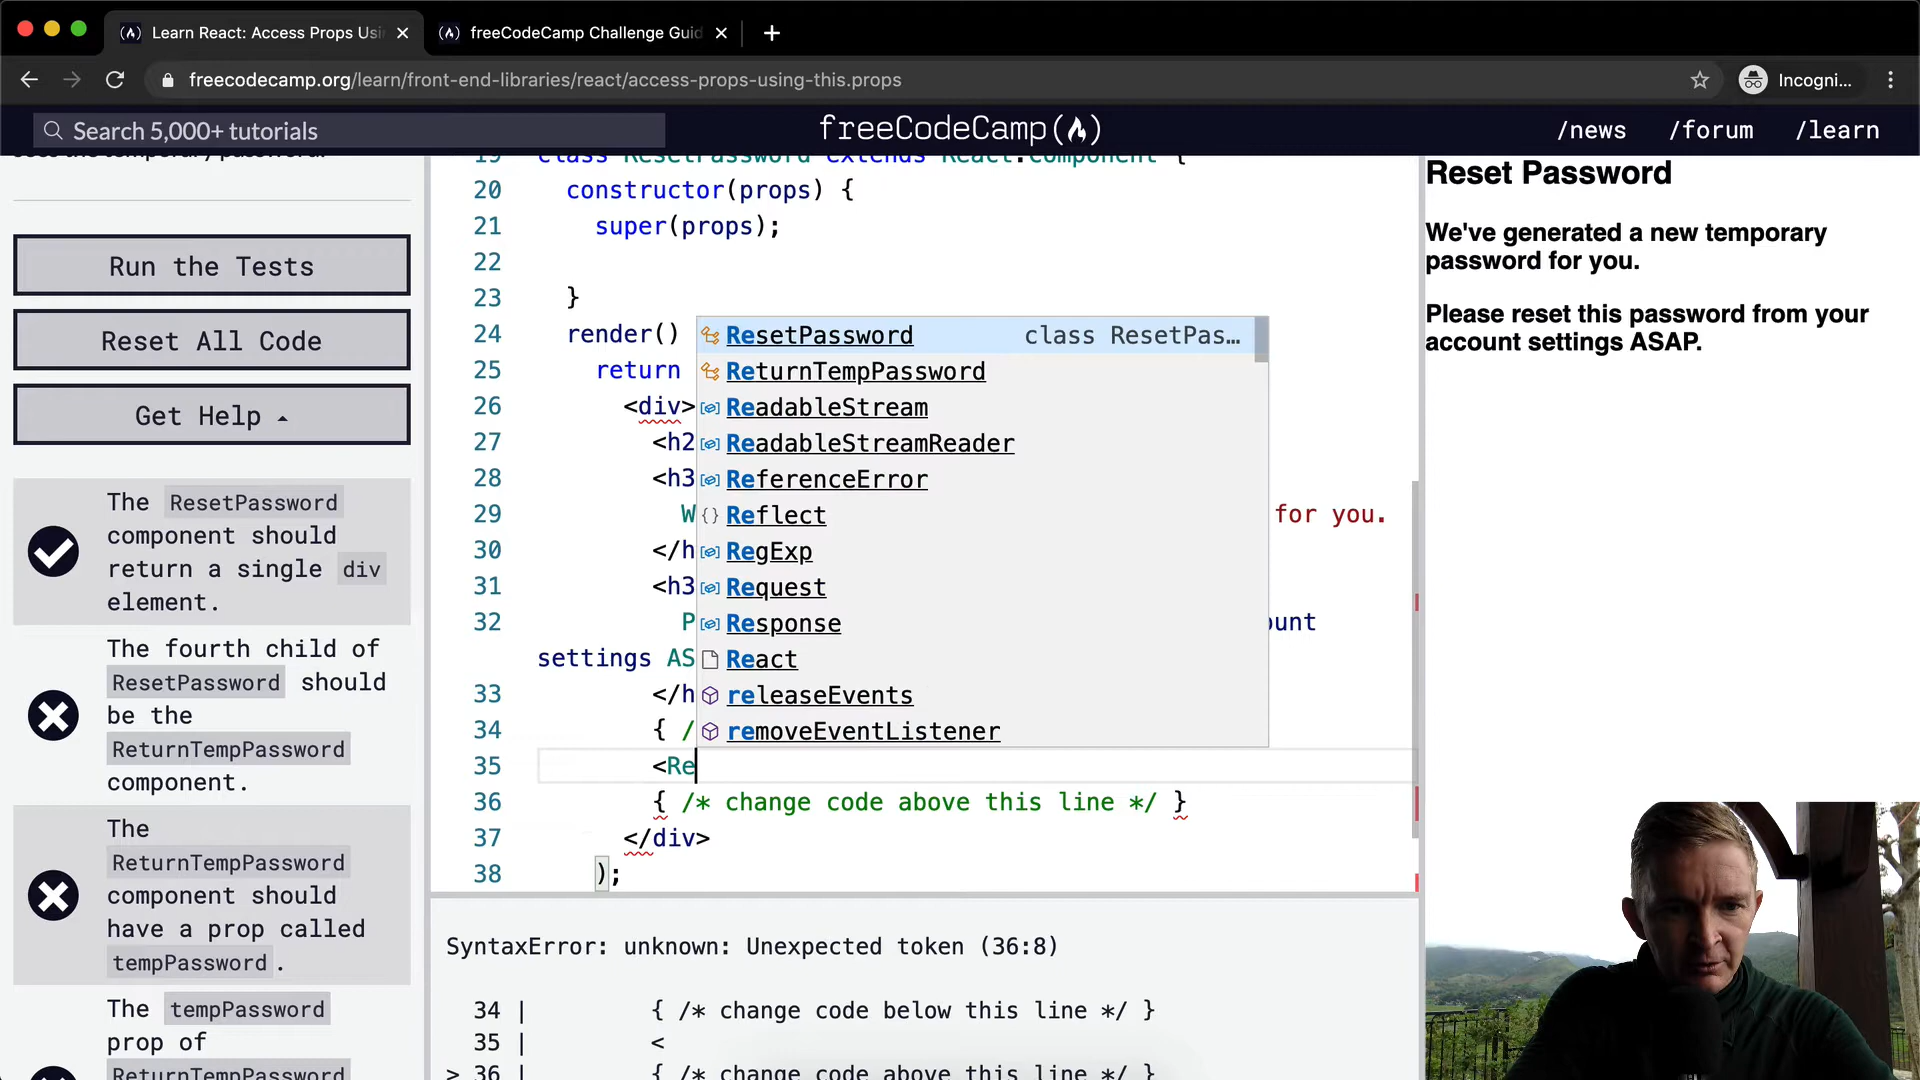 Learn React: Access Props Usi
freeCodeCamp Challenge Guid
freecodecamp.org/learn/front-end-libraries/react/access-props-using-this.props
Incogni...
Search 5,000+ tutorials
freeCodeCamp
/news /forum /learn
Run the Tests
Reset All Code
Get Help
The ResetPassword
component should
return a single div
element.
The fourth child of
ResetPassword should
be the
ReturnTempPassword
component.
The
ReturnTempPassword
component should
have a prop called
tempPassword.
The tempPassword
prop of
ReturnTempPassword
19 class ResetPassword extends React.Component {
20 constructor(props) {
21 super(props);
22
23 }
24 render()
25 return
26 <div>
27 <h2
28 <h3
29 W for you.
30 </h
31 <h3
32 P
settings AS
33 </h
34 { /
35 <Re
36 { /* change code above this line */ }
37 </div>
38 );
ResetPassword class ResetPas…
ReturnTempPassword
ReadableStream
ReadableStreamReader
ReferenceError
Reflect
RegExp
Request
Response
React
releaseEvents
removeEventListener
SyntaxError: unknown: Unexpected token (36:8)
34 | { /* change code below this line */ }
35 | <
> 36 | { /* change code above this line */ }
Reset Password
We've generated a new temporary
password for you.
Please reset this password from your
account settings ASAP.